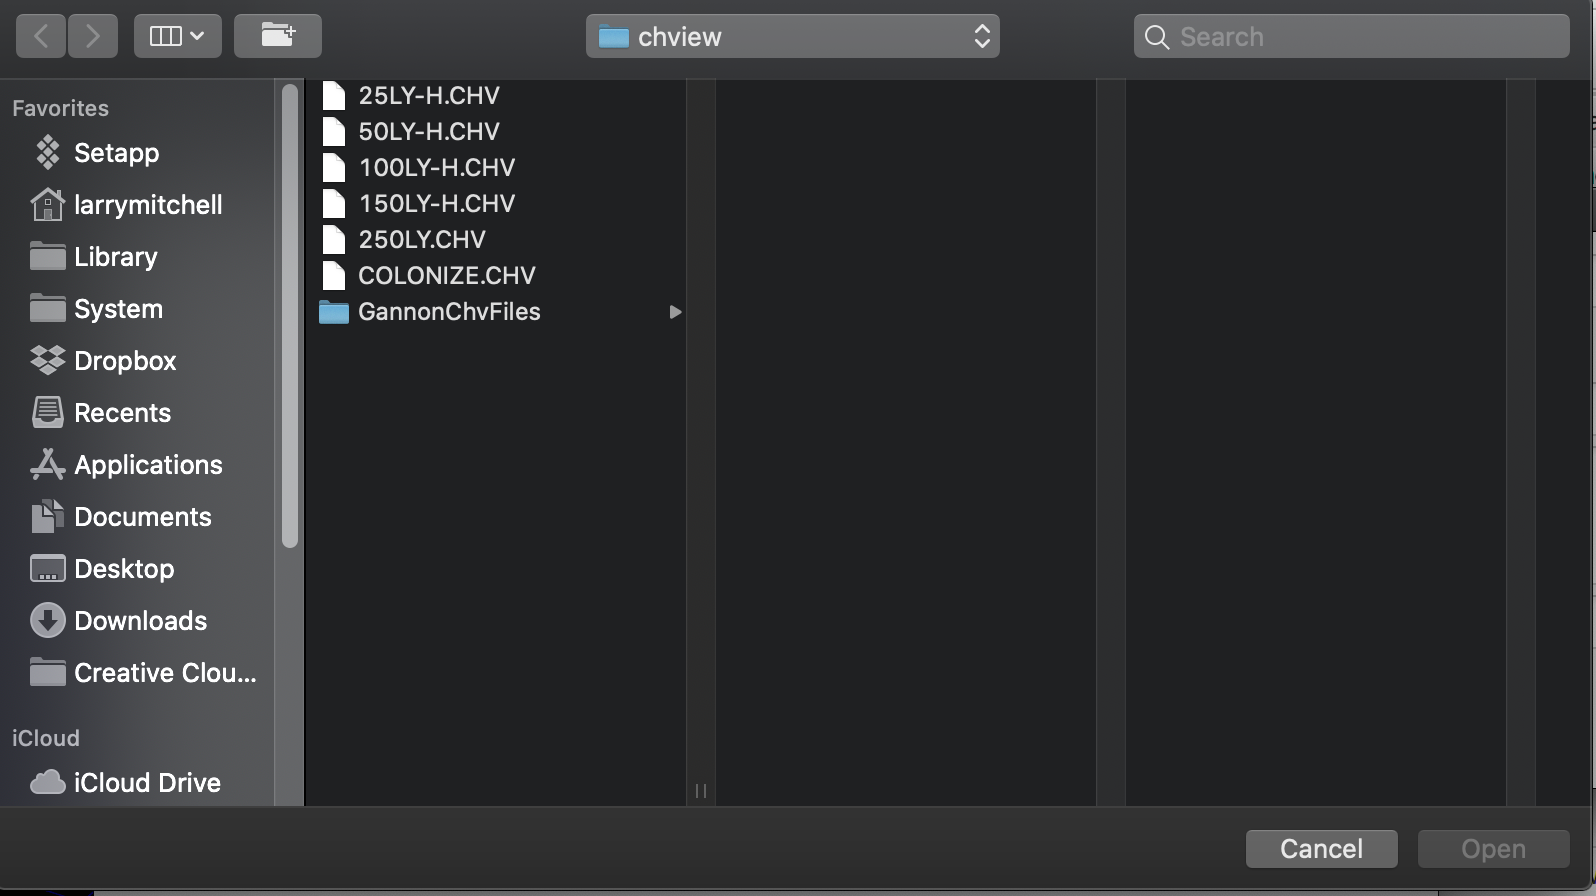 chview
Search
Favorites
Setapp
larrymitchell
Library
System
Dropbox
Recents
Applications
Documents
Desktop
Downloads
Creative Clou...
iCloud
iCloud Drive
25LY-H.CHV
50LY-H.CHV
100LY-H.CHV
150LY-H.CHV
250LY.CHV
COLONIZE.CHV
GannonChvFiles
Cancel
Open